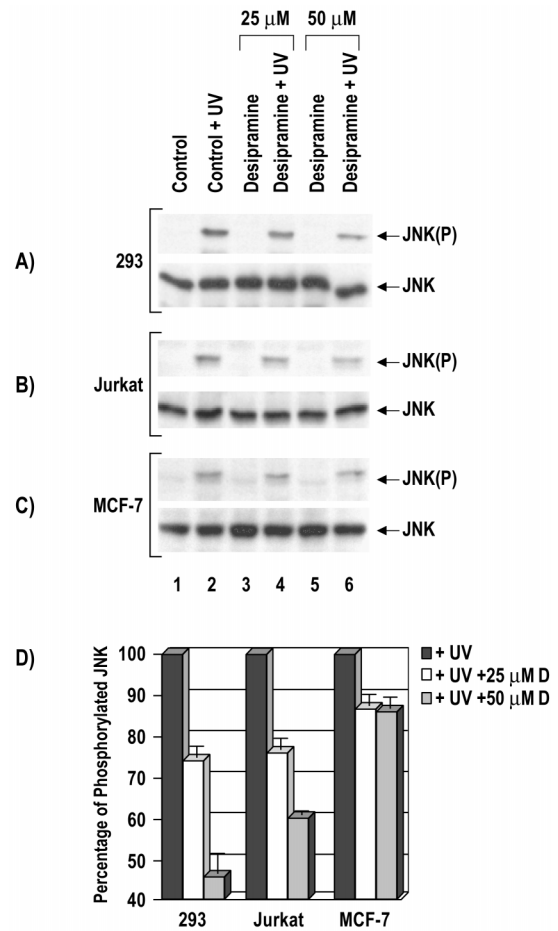 25 μM 50 μM
Control
Control + UV
Desipramine
Desipramine + UV
Desipramine
Desipramine + UV
A)
293
JNK(P)
JNK
B)
Jurkat
JNK(P)
JNK
C)
MCF-7
JNK(P)
JNK
1 2 3 4 5 6
D)
Percentage of Phosphorylated JNK
100
90
80
70
60
50
40
293 Jurkat MCF-7
+ UV
+ UV +25 μM D
+ UV +50 μM D